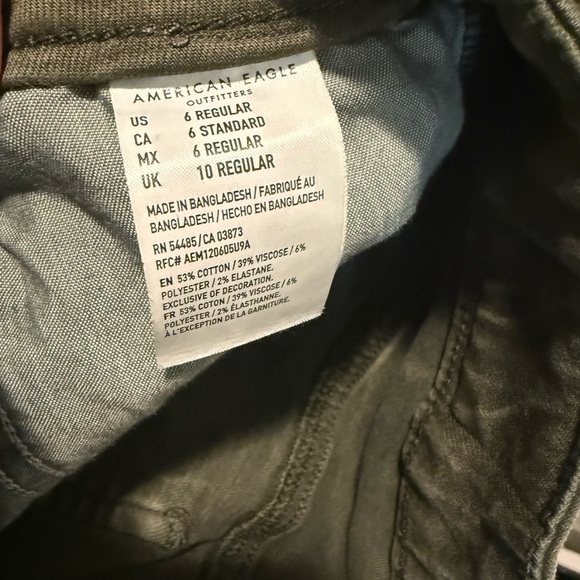 AMERICAN EAGLE
OUTFITTERS
US 6 REGULAR
CA 6 STANDARD
MX 6 REGULAR
UK 10 REGULAR
MADE IN BANGLADESH / FABRIQUÉ AU
BANGLADESH / HECHO EN BANGLADESH
RN 54485 / CA 03873
RFC# AEM120605U9A
EN 53% COTTON / 39% VISCOSE / 6%
POLYESTER / 2% ELASTANE.
EXCLUSIVE OF DECORATION.
FR 53% COTON / 39% VISCOSE / 6%
POLYESTER / 2% ÉLASTHANNE.
À L'EXCEPTION DE LA GARNITURE.